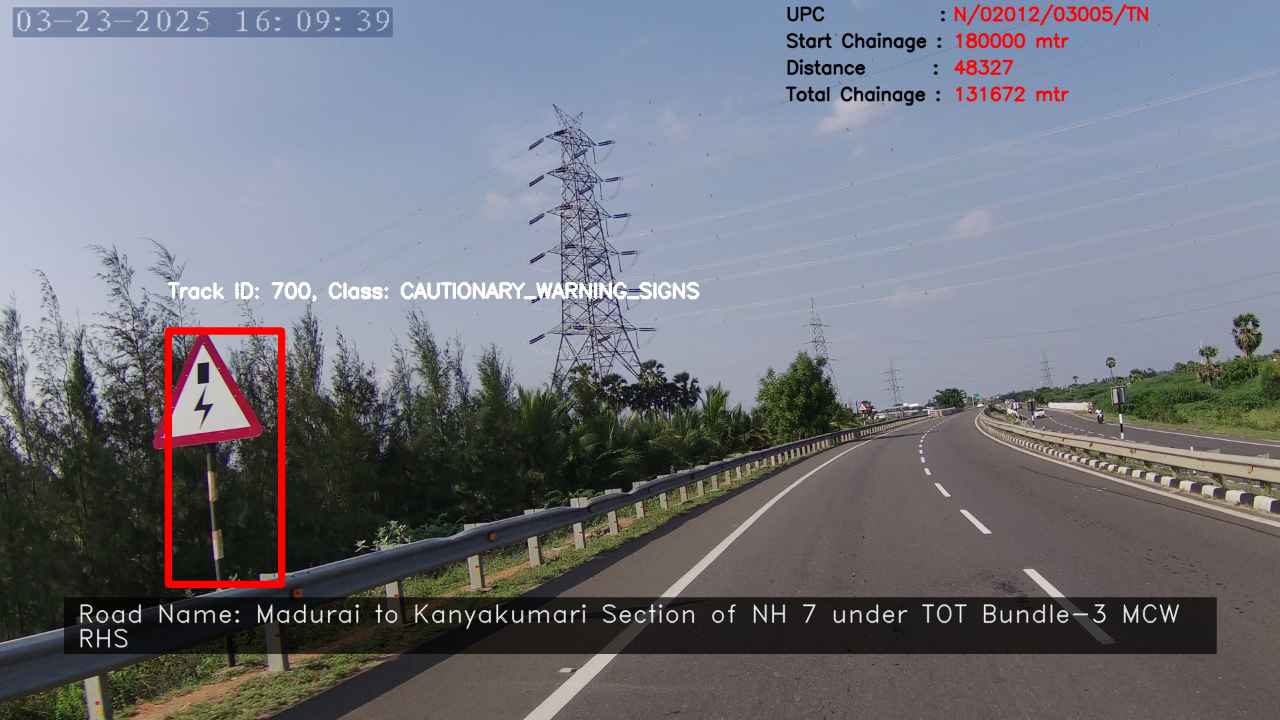 03-23-2025 16:09:39
UPC : N/02012/03005/TN
Start Chainage : 180000 mtr
Distance : 48327
Total Chainage : 131672 mtr
Track ID: 700, Class: CAUTIONARY_WARNING_SIGNS
Road Name: Madurai to Kanyakumari Section of NH 7 under TOT Bundle-3 MCW
RHS